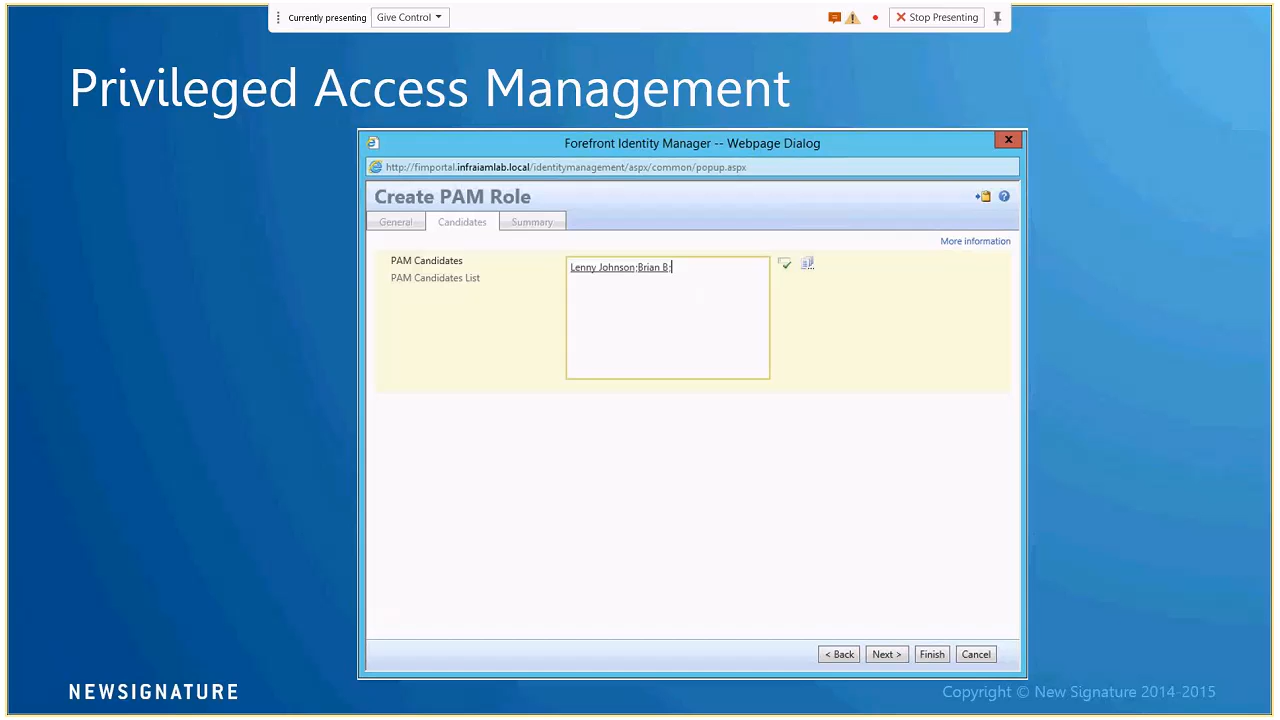 Currently presenting
Give Control
Stop Presenting
Privileged Access Management
Forefront Identity Manager -- Webpage Dialog
http://fimportal.infraiamlab.local/identitymanagement/aspx/common/popup.aspx
Create PAM Role
General
Candidates
Summary
More information
PAM Candidates
Lenny Johnson;Brian B;
PAM Candidates List
< Back
Next >
Finish
Cancel
NEWSIGNATURE
Copyright © New Signature 2014-2015